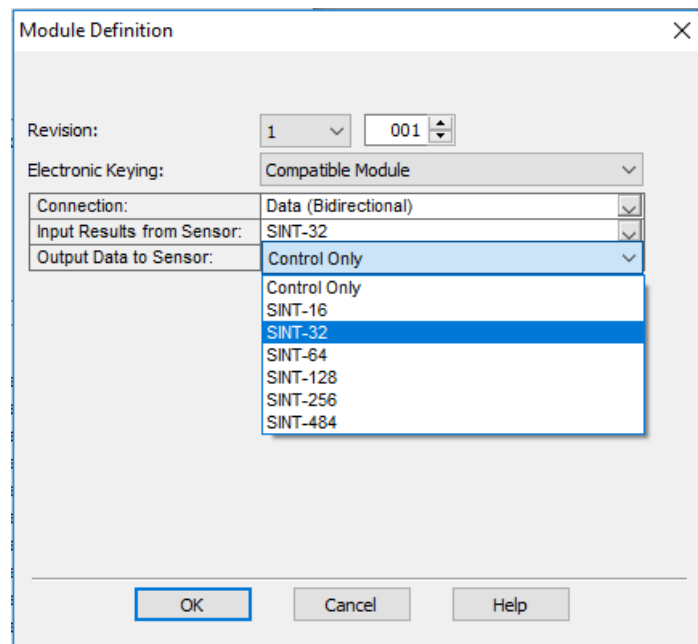 Module Definition
Revision: 1 001
Electronic Keying: Compatible Module
Connection: Data (Bidirectional)
Input Results from Sensor: SINT-32
Output Data to Sensor: Control Only
Control Only
SINT-16
SINT-32
SINT-64
SINT-128
SINT-256
SINT-484
OK Cancel Help